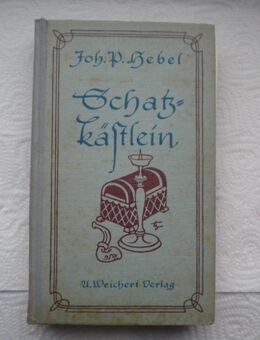 Joh. P. Hebel
Schatz-
käſtlein
A. Weichert Verlag